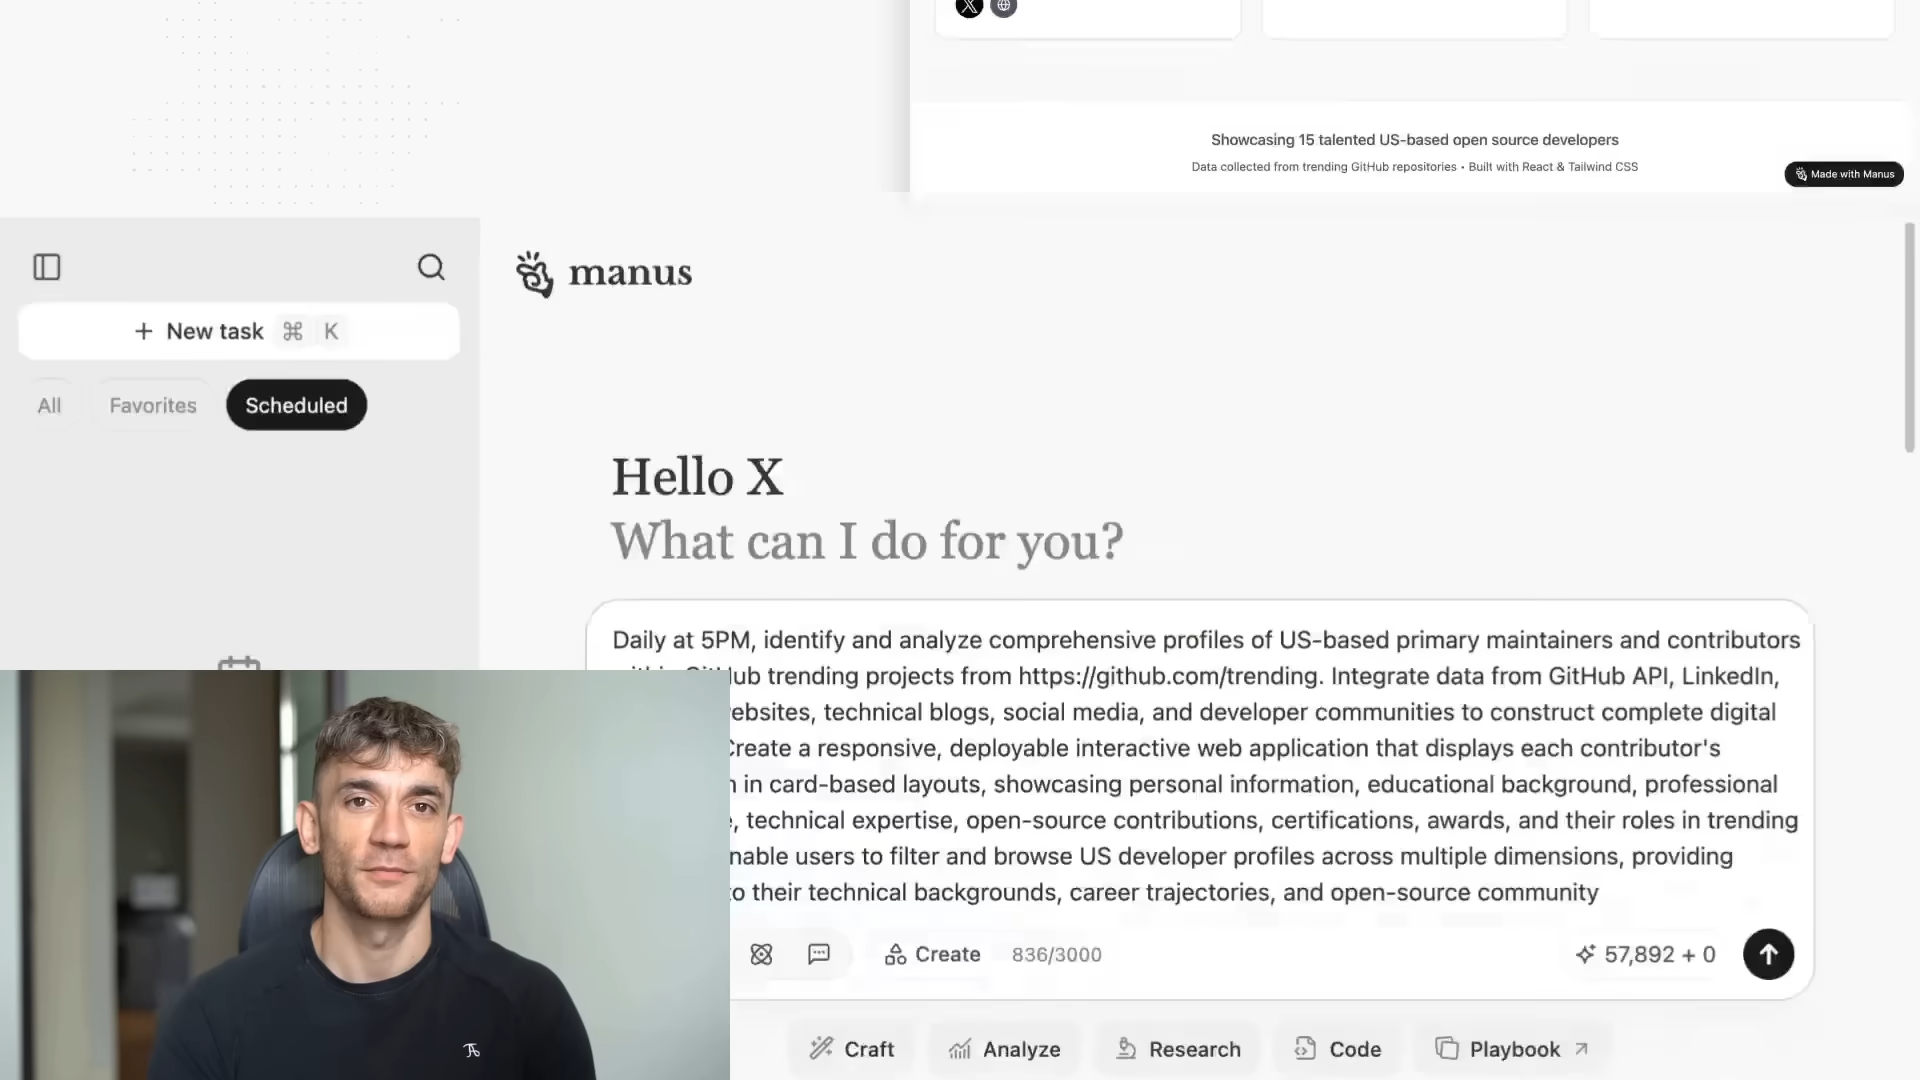 Showcasing 15 talented US-based open source developers
Data collected from trending GitHub repositories • Built with React & Tailwind CSS
Made with Manus
manus
+ New task ⌘ K
All Favorites Scheduled
Hello X
What can I do for you?
Daily at 5PM, identify and analyze comprehensive profiles of US-based primary maintainers and contributors
trending projects from https://github.com/trending. Integrate data from GitHub API, LinkedIn,
technical blogs, social media, and developer communities to construct complete digital
Create a responsive, deployable interactive web application that displays each contributor's
in card-based layouts, showcasing personal information, educational background, professional
, technical expertise, open-source contributions, certifications, awards, and their roles in trending
users to filter and browse US developer profiles across multiple dimensions, providing
their technical backgrounds, career trajectories, and open-source community
Create 836/3000 57,892 + 0
Craft Analyze Research Code Playbook